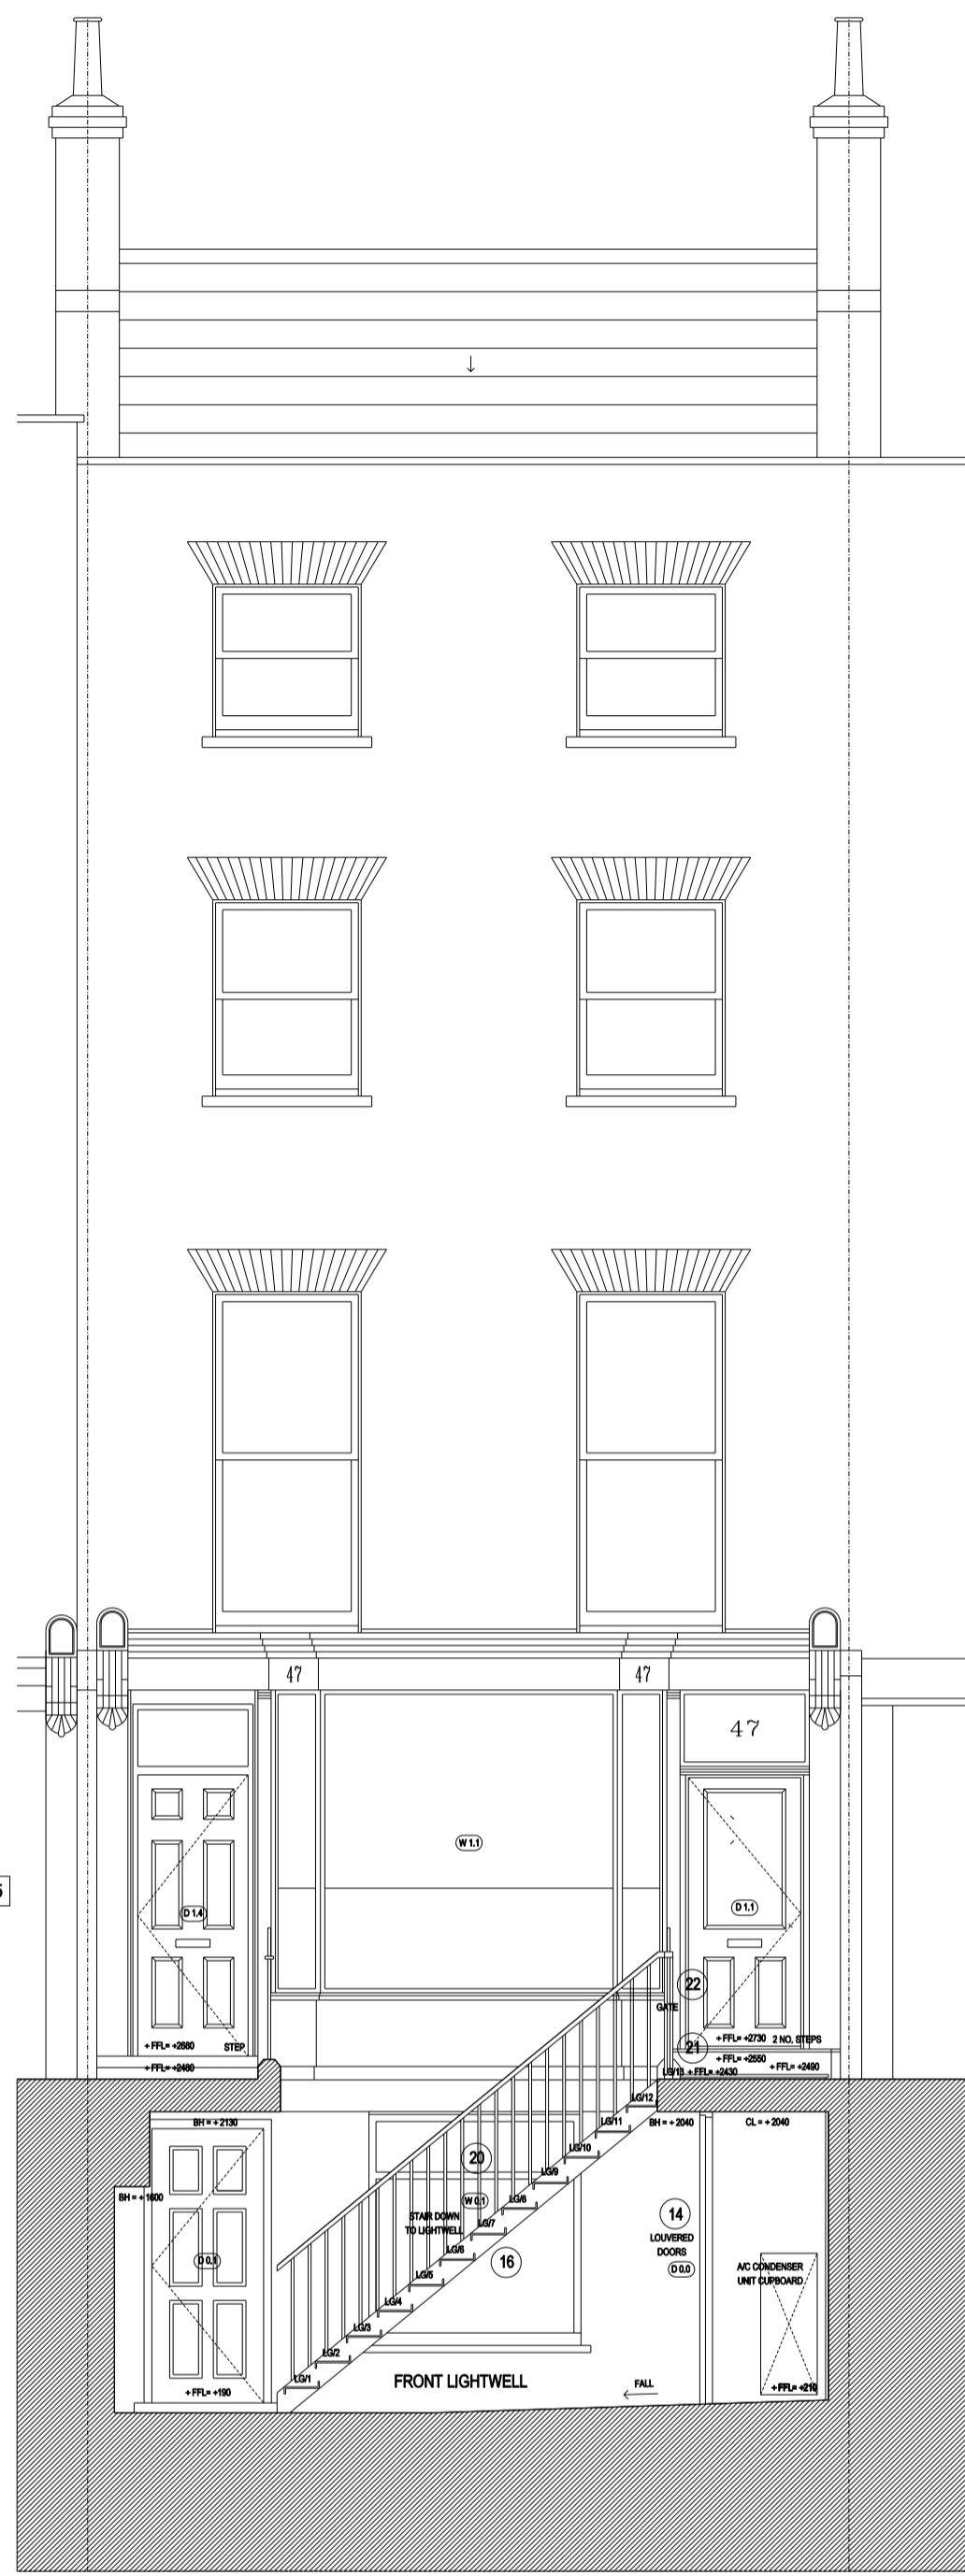 47
47
47
W 1.1
5
D 1.4
D 1.1
22
GATE
+ FFL= +2680
STEP
+ FFL= +2730
2 NO. STEPS
21
+ FFL= +2550
+ FFL= +2480
+ FFL= +2490
LG/13
+ FFL= +2430
LG/12
BH = + 2130
LG/11
BH = + 2040
CL = + 2040
LG/10
20
LG/9
BH = + 1600
W 0.1
LG/8
STAIR DOWN
TO LIGHTWELL
LG/7
14
LOUVERED
DOORS
D 0.0
D 0.1
LG/6
16
A/C CONDENSER
UNIT CUPBOARD
LG/5
LG/4
LG/3
LG/2
LG/1
FRONT LIGHTWELL
FALL
+ FFL= +190
+ FFL= +210